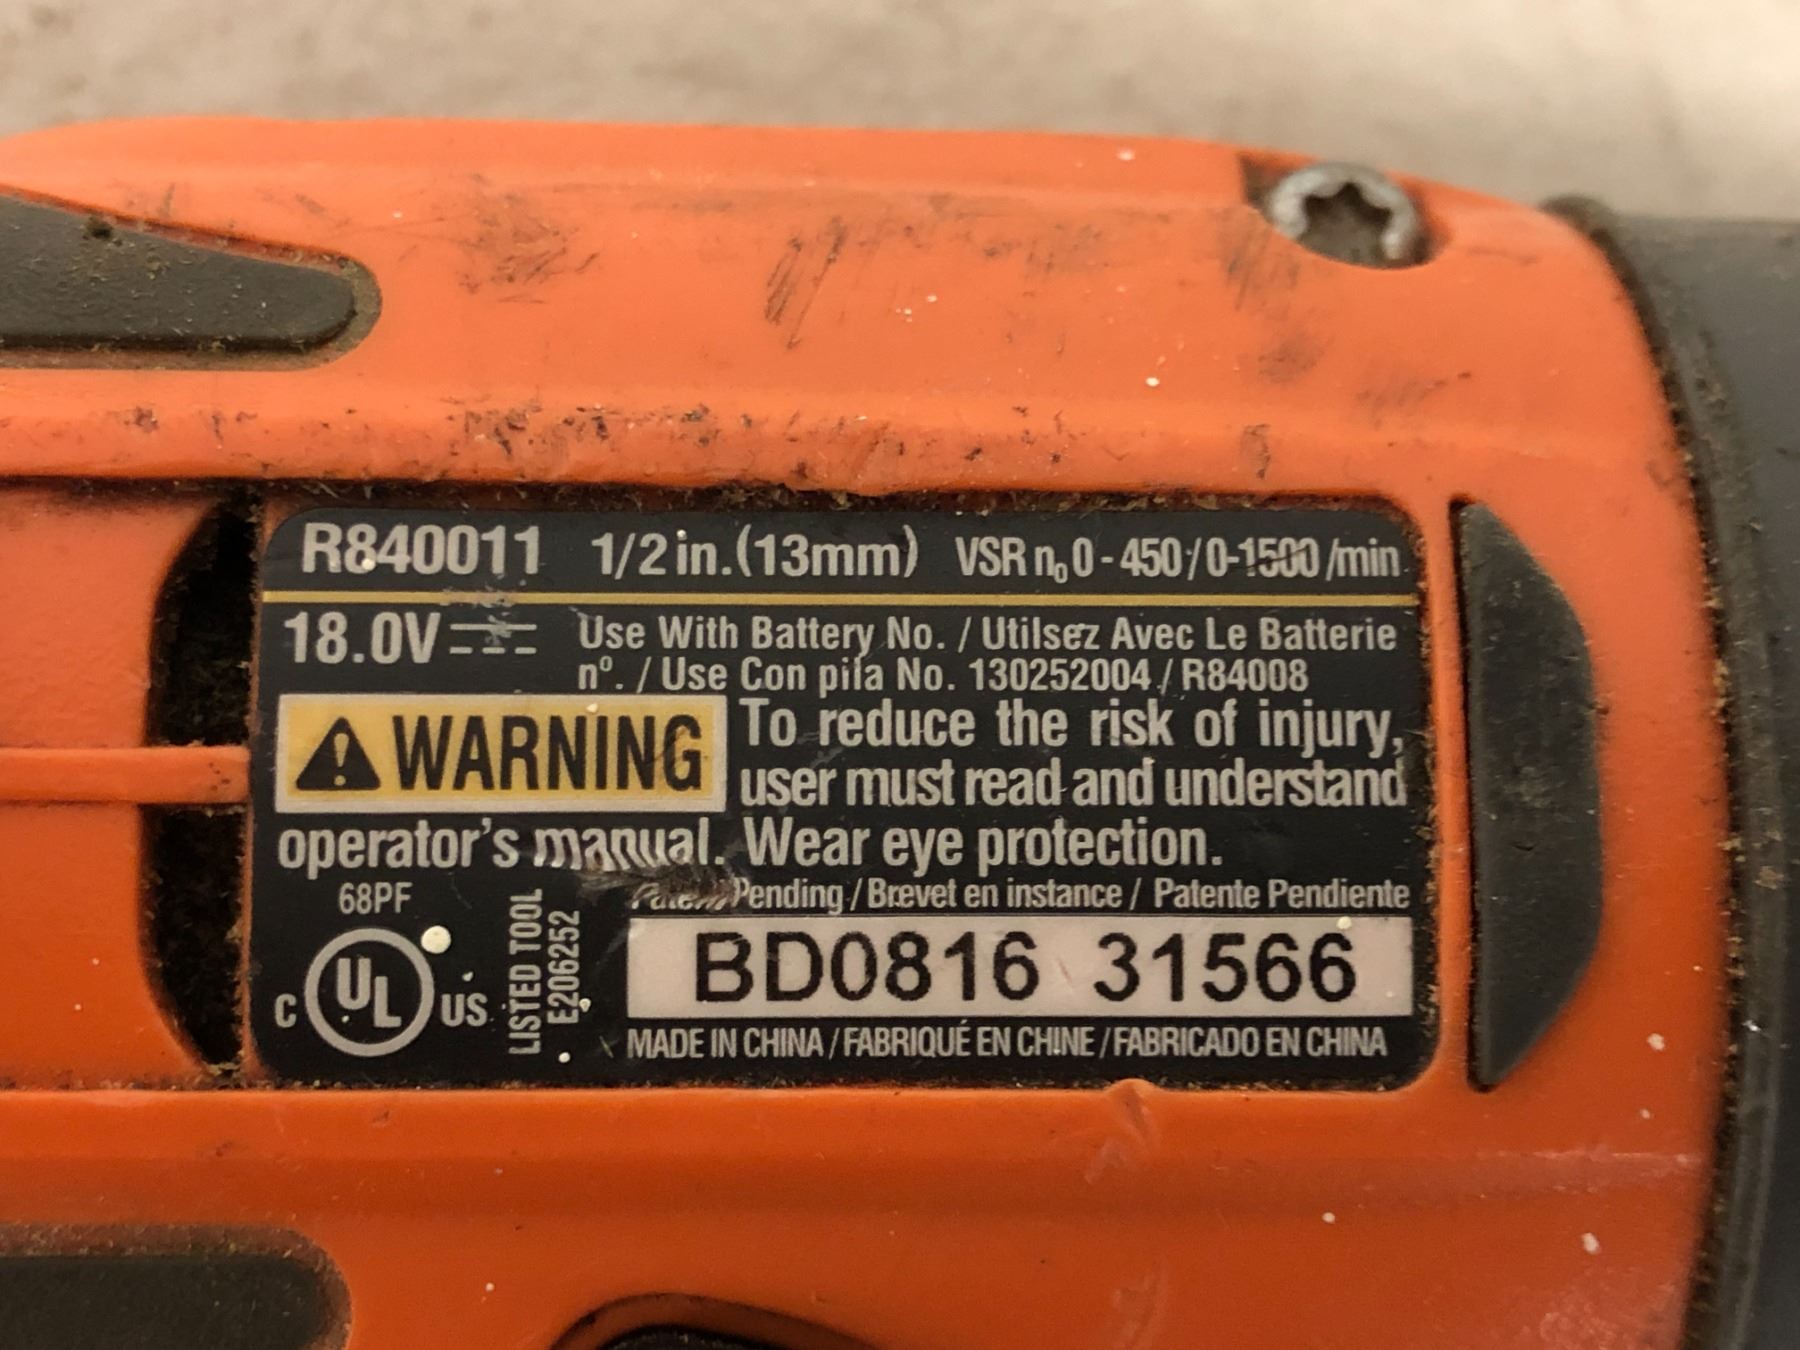 R840011 1/2 in. (13mm) VSR n₀ 0 - 450 / 0-1500 /min
18.0V Use With Battery No. / Utilsez Avec Le Batterie
nº. / Use Con pila No. 130252004 / R84008
⚠ WARNING To reduce the risk of injury,
user must read and understand
operator's manual. Wear eye protection.
Patent Pending / Brevet en instance / Patente Pendiente
68PF
C UL US
LISTED TOOL
E206252
BD0816 31566
MADE IN CHINA / FABRIQUÉ EN CHINE / FABRICADO EN CHINA